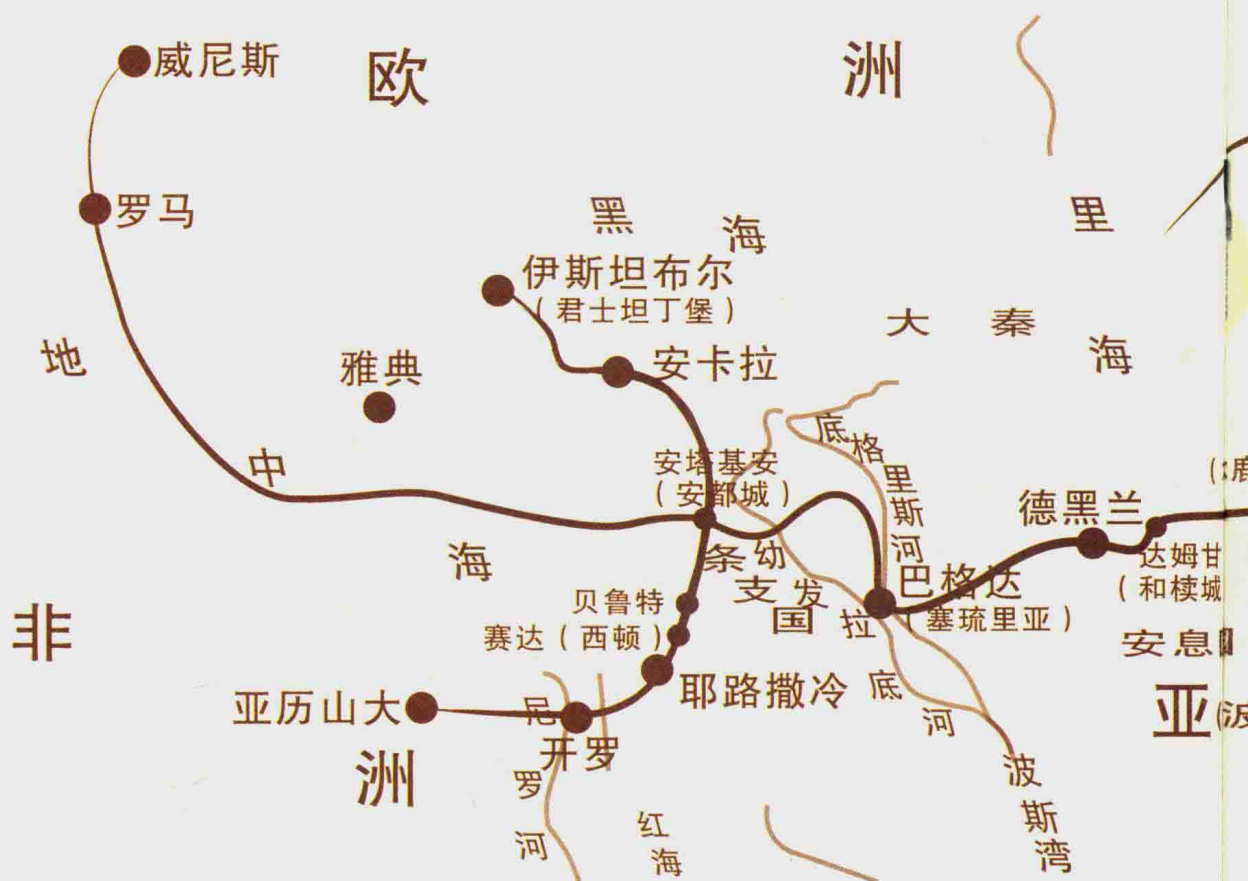 威尼斯
欧洲
罗马
黑海
里海
伊斯坦布尔
(君士坦丁堡)
大秦
地中海
雅典
安卡拉
底格里斯河
安塔基安
(安都城)
德黑兰
达姆甘
(和椟城
条支国
幼发拉底河
贝鲁特
赛达(西顿)
巴格达
(塞琉里亚)
安息
非洲
亚历山大
耶路撒冷
亚
尼罗河
开罗
波斯湾
红海